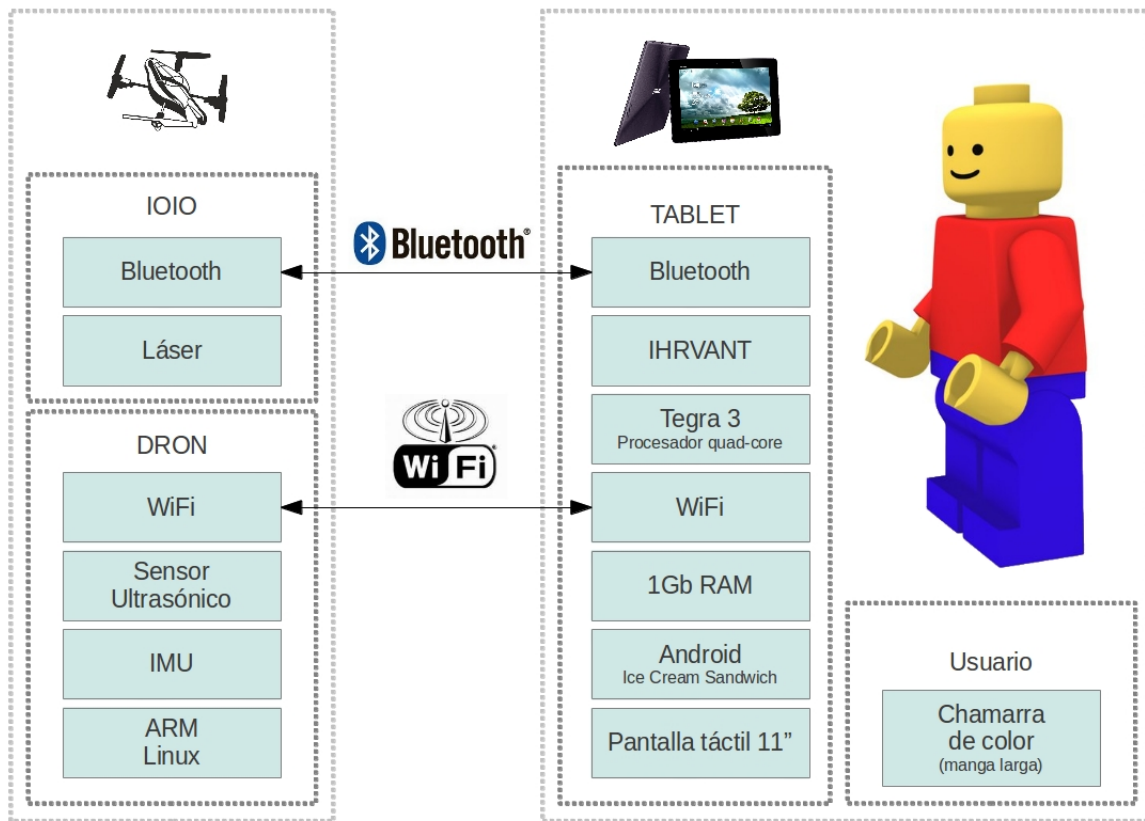 IOIO
Bluetooth
Láser
DRON
WiFi
Sensor
Ultrasónico
IMU
ARM
Linux
Bluetooth®
Wi Fi®
TABLET
Bluetooth
IHRVANT
Tegra 3
Procesador quad-core
WiFi
1Gb RAM
Android
Ice Cream Sandwich
Pantalla táctil 11”
Usuario
Chamarra
de color
(manga larga)